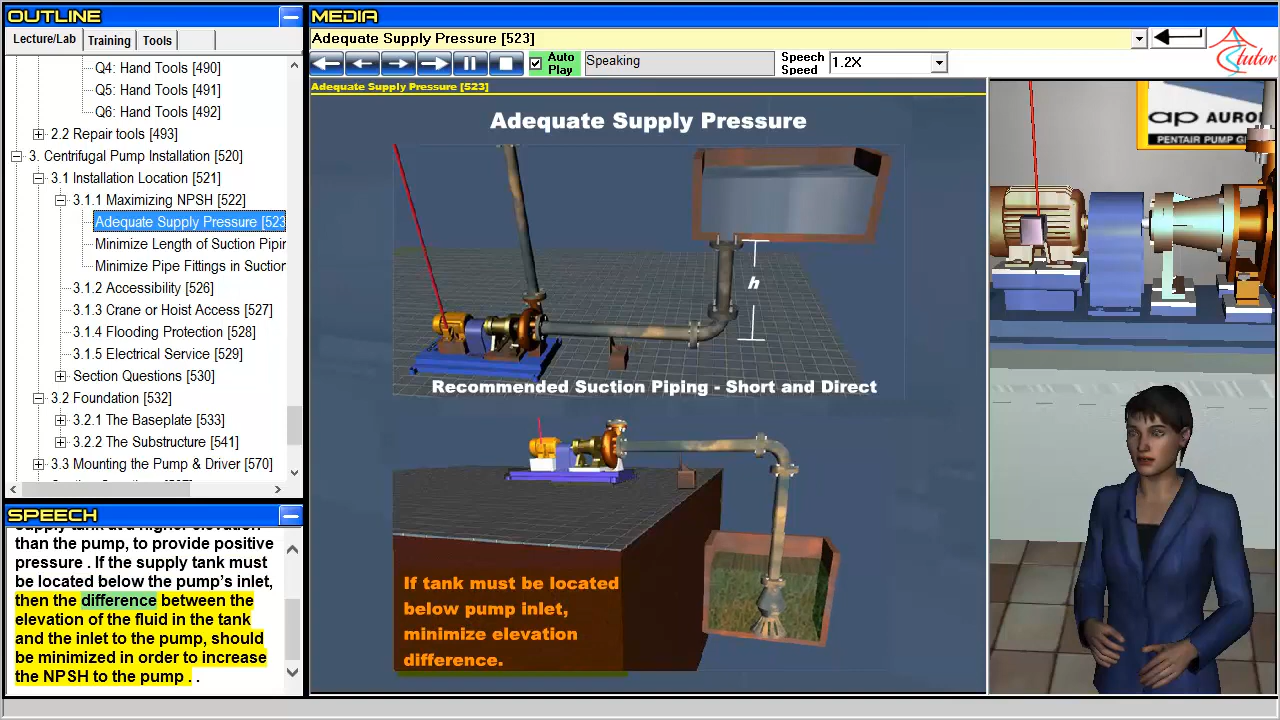 OUTLINE
Lecture/Lab Training Tools
Q4: Hand Tools [490]
Q5: Hand Tools [491]
Q6: Hand Tools [492]
2.2 Repair tools [493]
3. Centrifugal Pump Installation [520]
3.1 Installation Location [521]
3.1.1 Maximizing NPSH [522]
Adequate Supply Pressure [523
Minimize Length of Suction Pipin
Minimize Pipe Fittings in Suction
3.1.2 Accessibility [526]
3.1.3 Crane or Hoist Access [527]
3.1.4 Flooding Protection [528]
3.1.5 Electrical Service [529]
Section Questions [530]
3.2 Foundation [532]
3.2.1 The Baseplate [533]
3.2.2 The Substructure [541]
3.3 Mounting the Pump & Driver [570]
SPEECH
supply tank at a higher elevation
than the pump, to provide positive
pressure . If the supply tank must
be located below the pump's inlet,
then the difference between the
elevation of the fluid in the tank
and the inlet to the pump, should
be minimized in order to increase
the NPSH to the pump . .
MEDIA
Adequate Supply Pressure [523]
Auto
Play
Speaking
Speech
Speed
1.2X
tutor
Adequate Supply Pressure [523]
Adequate Supply Pressure
h
Recommended Suction Piping - Short and Direct
If tank must be located
below pump inlet,
minimize elevation
difference.
ap AURO
PENTAIR PUMP G